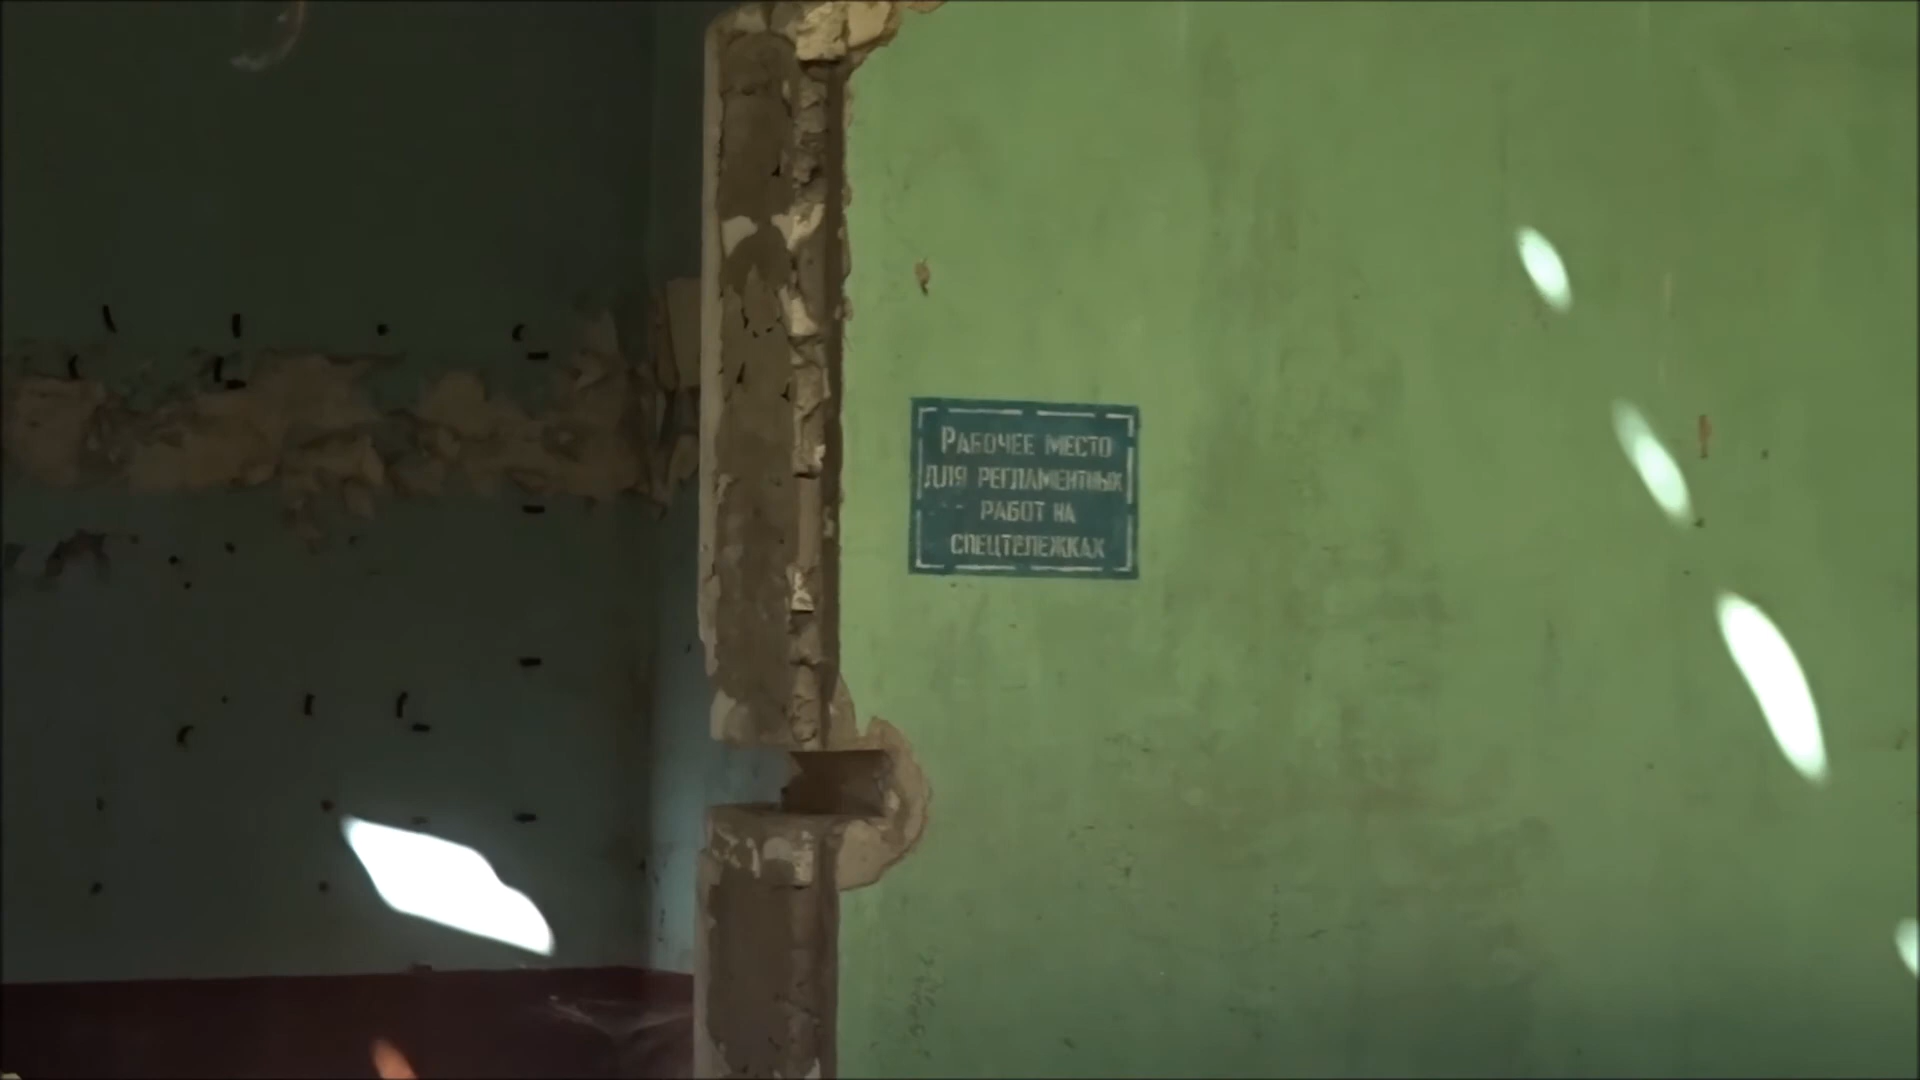 Рабочее место
для регламентных
работ на
спецтележках